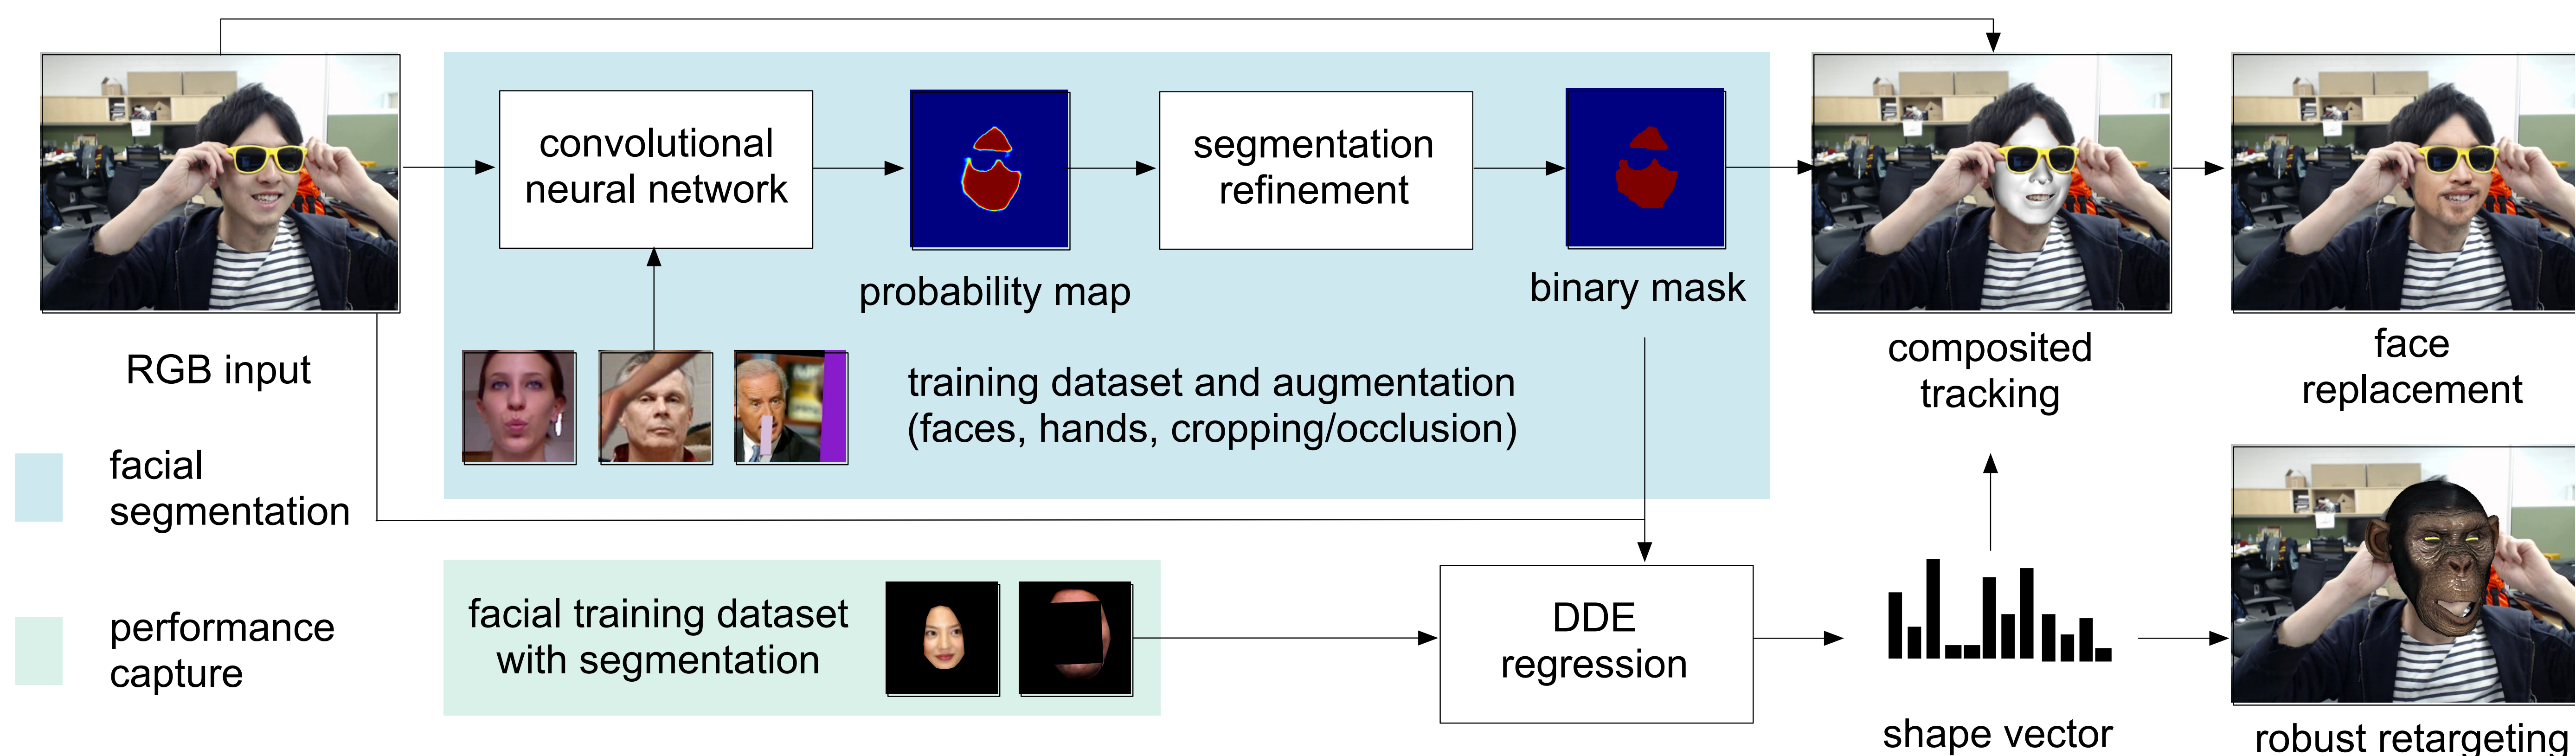 convolutional
neural network
segmentation
refinement
probability map
binary mask
RGB input
training dataset and augmentation
(faces, hands, cropping/occlusion)
composited
tracking
face
replacement
facial
segmentation
performance
capture
facial training dataset
with segmentation
DDE
regression
shape vector
robust retargeting